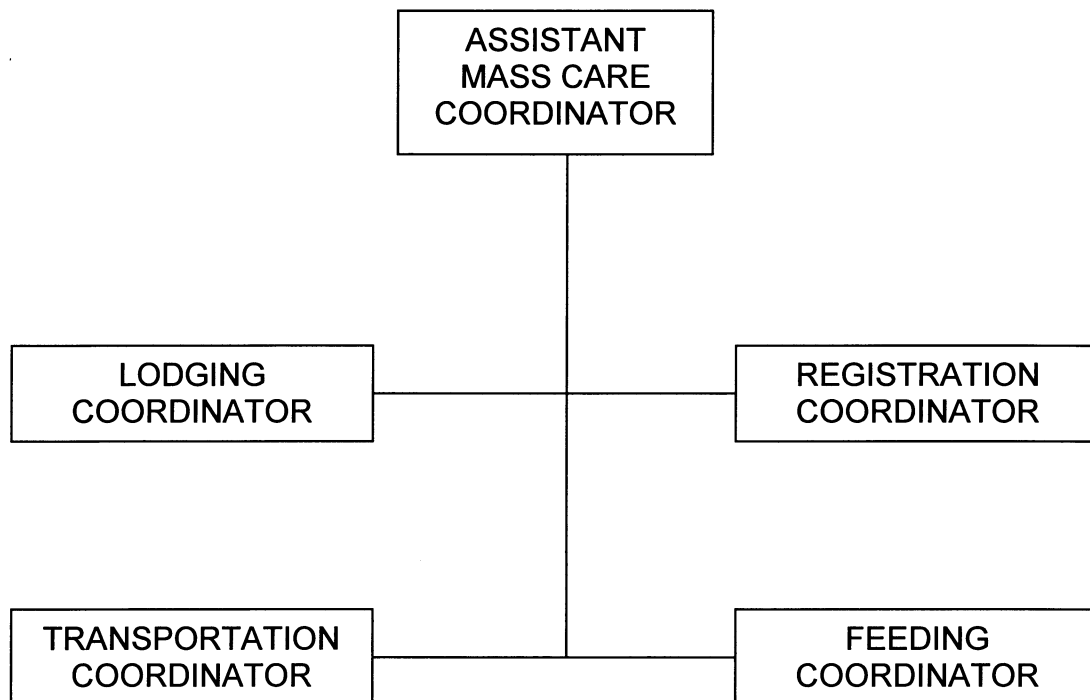 ASSISTANT
MASS CARE
COORDINATOR
LODGING
COORDINATOR
REGISTRATION
COORDINATOR
TRANSPORTATION
COORDINATOR
FEEDING
COORDINATOR